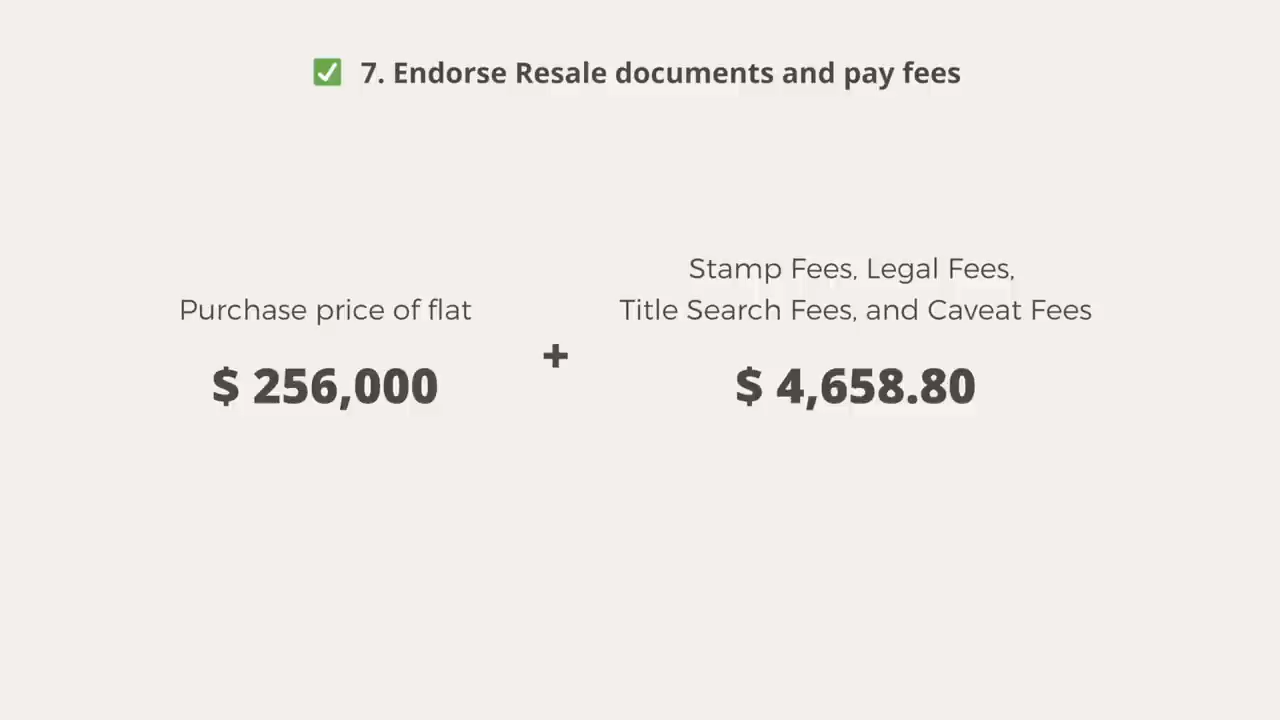 ✅ 7. Endorse Resale documents and pay fees
Purchase price of flat
$ 256,000
+
Stamp Fees, Legal Fees,
Title Search Fees, and Caveat Fees
$ 4,658.80